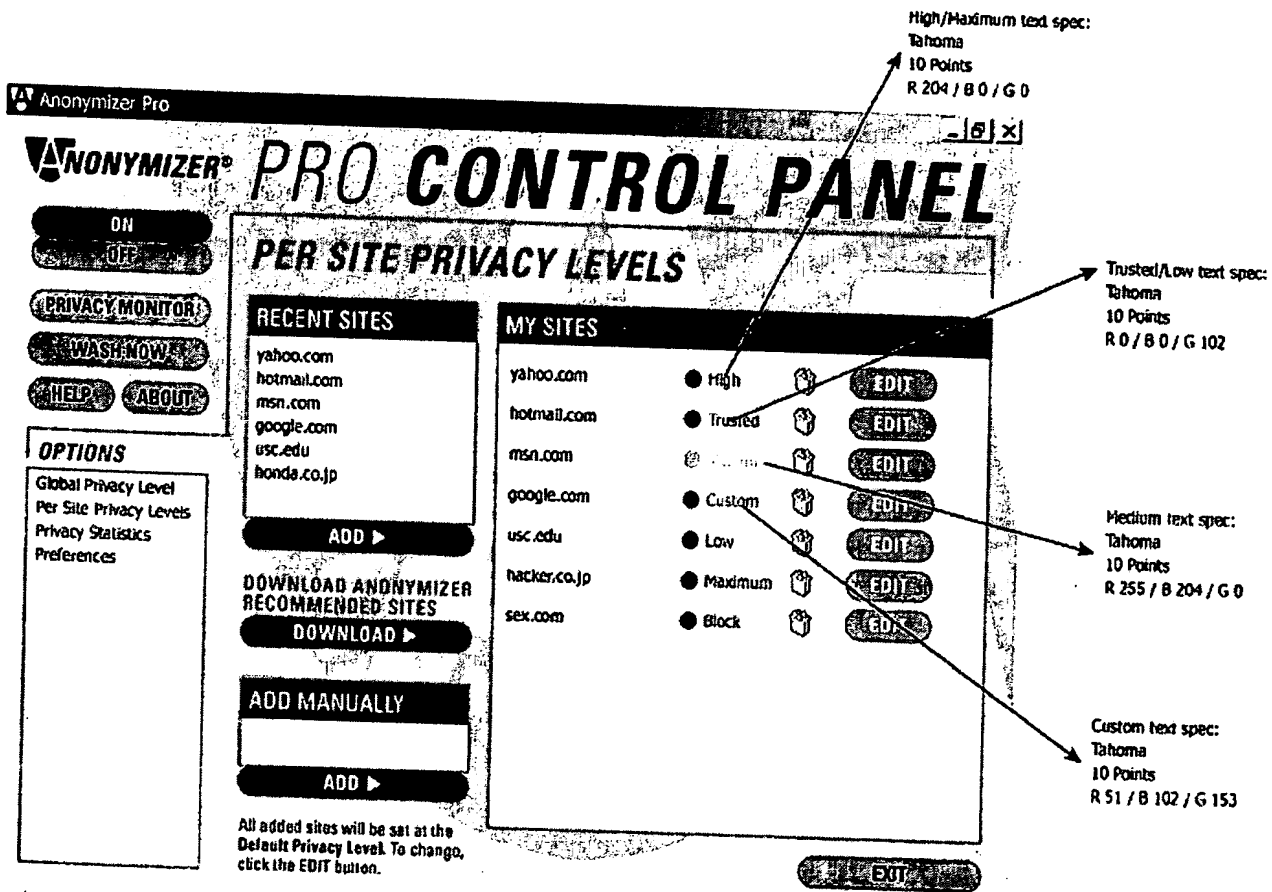 High/Maximum text spec:
Tahoma
10 Points
R 204 / B 0 / G 0
Anonymizer Pro
ANONYMIZER®
PRO CONTROL PANEL
ON
OFF
PRIVACY MONITOR
WASH NOW
HELP
ABOUT
OPTIONS
Global Privacy Level
Per Site Privacy Levels
Privacy Statistics
Preferences
PER SITE PRIVACY LEVELS
RECENT SITES
yahoo.com
hotmail.com
msn.com
google.com
usc.edu
honda.co.jp
ADD
DOWNLOAD ANONYMIZER
RECOMMENDED SITES
DOWNLOAD
ADD MANUALLY
ADD
All added sites will be set at the
Default Privacy Level. To change,
click the EDIT button.
MY SITES
yahoo.com High EDIT
hotmail.com Trusted EDIT
msn.com EDIT
google.com Custom EDIT
usc.edu Low EDIT
hacker.co.jp Maximum EDIT
sex.com Block EDIT
EXIT
Trusted/Low text spec:
Tahoma
10 Points
R 0 / B 0 / G 102
Medium text spec:
Tahoma
10 Points
R 255 / B 204 / G 0
Custom text spec:
Tahoma
10 Points
R 51 / B 102 / G 153